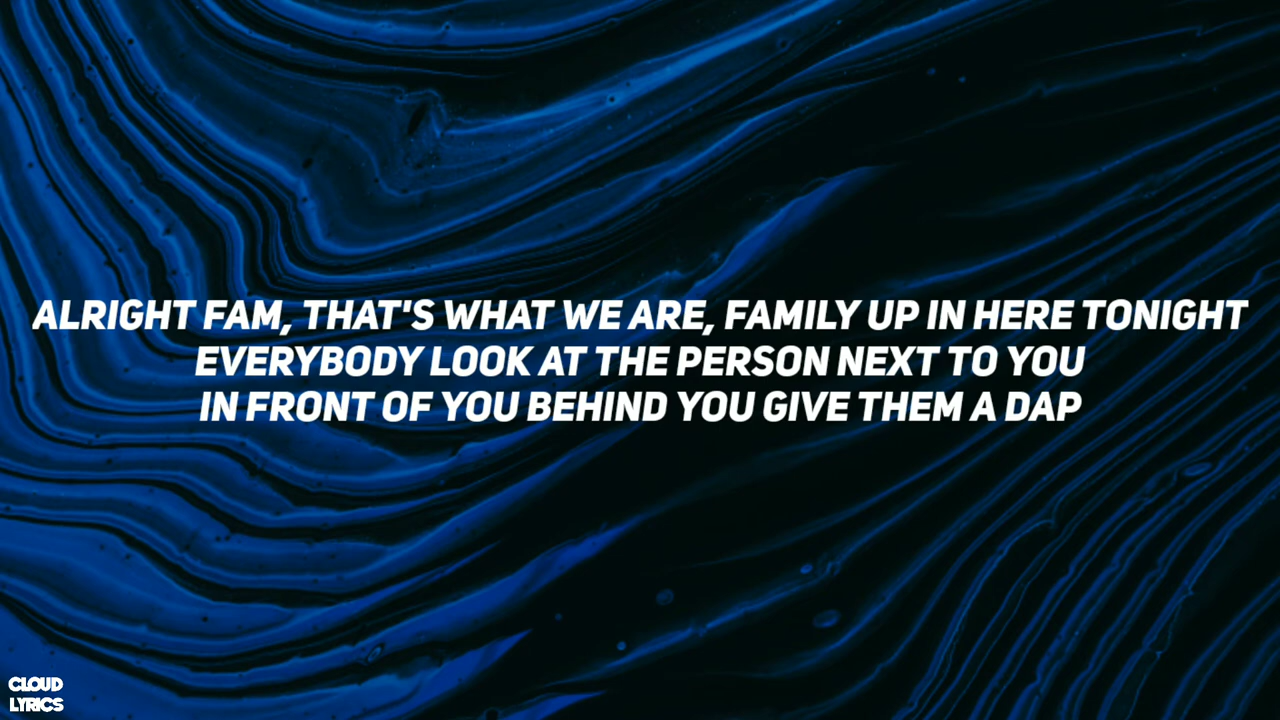 ALRIGHT FAM, THAT'S WHAT WE ARE, FAMILY UP IN HERE TONIGHT
EVERYBODY LOOK AT THE PERSON NEXT TO YOU
IN FRONT OF YOU BEHIND YOU GIVE THEM A DAP
CLOUD
LYRICS